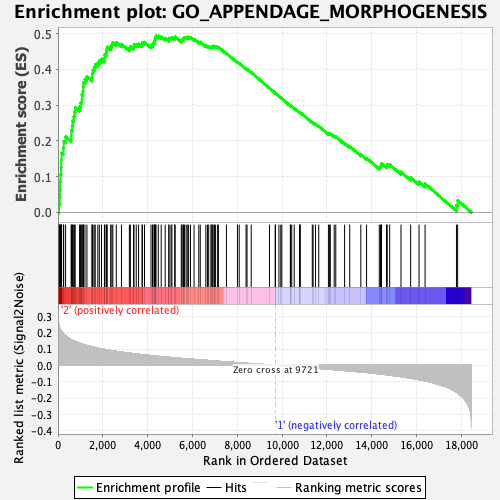 Enrichment plot: GO_APPENDAGE_MORPHOGENESIS
Enrichment score (ES)
0.5
0.4
0.3
0.2
0.1
0.0
'2' (positively correlated)
Ranked list metric (Signal2Noise)
0.3
0.2
0.1
0.0
-0.1
-0.2
-0.3
-0.4
Zero cross at 9721
'1' (negatively correlated)
0 2,000 4,000 6,000 8,000 10,000 12,000 14,000 16,000 18,000
Rank in Ordered Dataset
Enrichment profile Hits Ranking metric scores